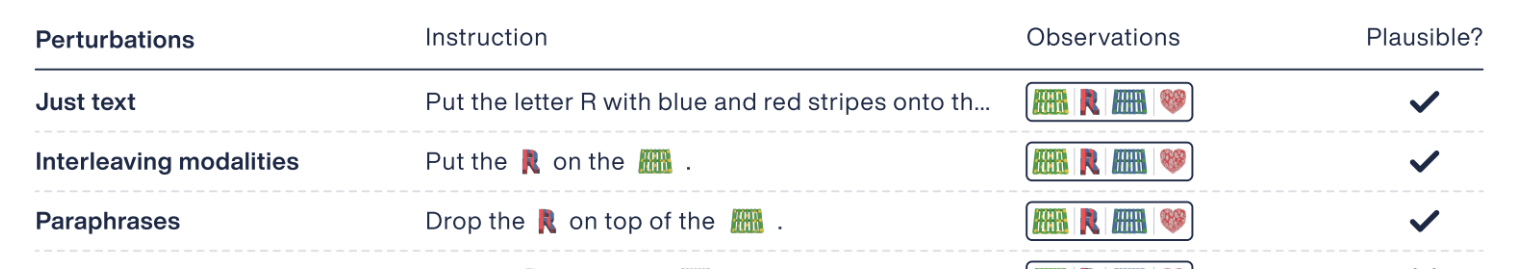 Perturbations Instruction Observations Plausible?
Just text Put the letter R with blue and red stripes onto th...
Interleaving modalities Put the R on the .
Paraphrases Drop the R on top of the .